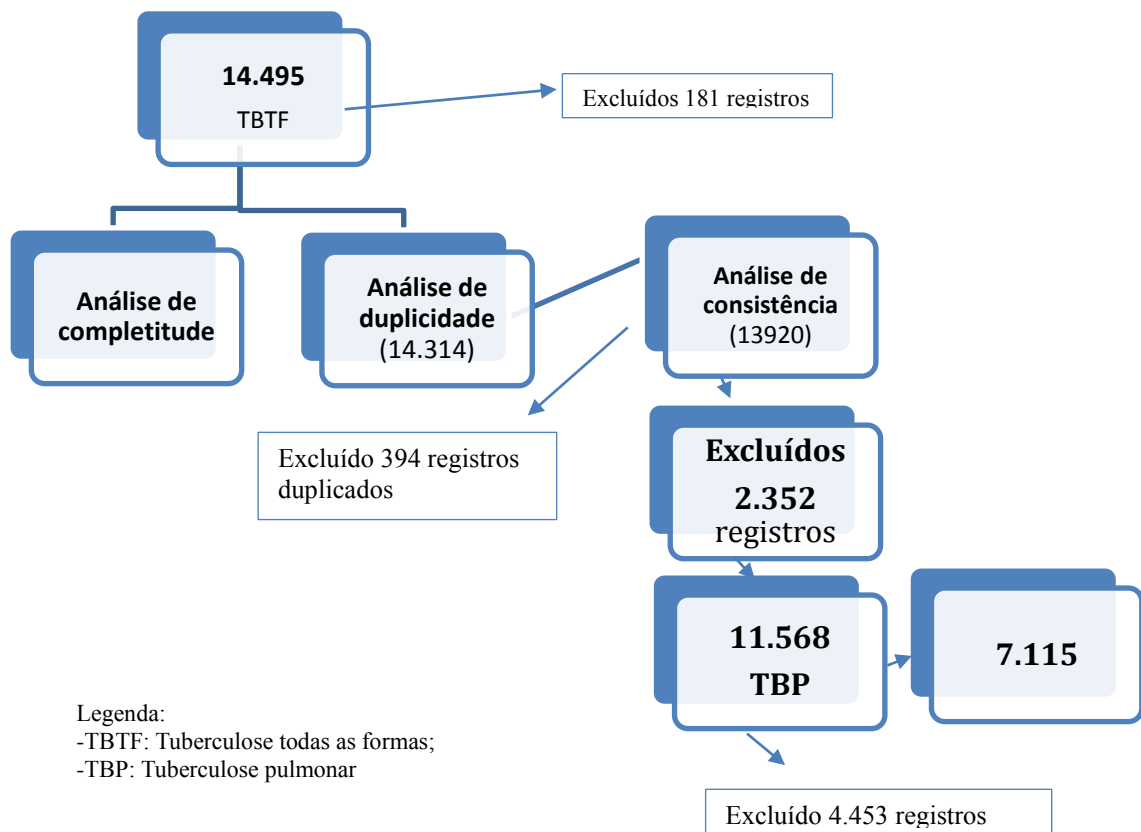 14.495
TBTF
Excluídos 181 registros
Análise de
completitude
Análise de
duplicidade
(14.314)
Análise de
consistência
(13920)
Excluído 394 registros
duplicados
Excluídos
2.352
registros
11.568
TBP
7.115
Legenda:
-TBTF: Tuberculose todas as formas;
-TBP: Tuberculose pulmonar
Excluído 4.453 registros